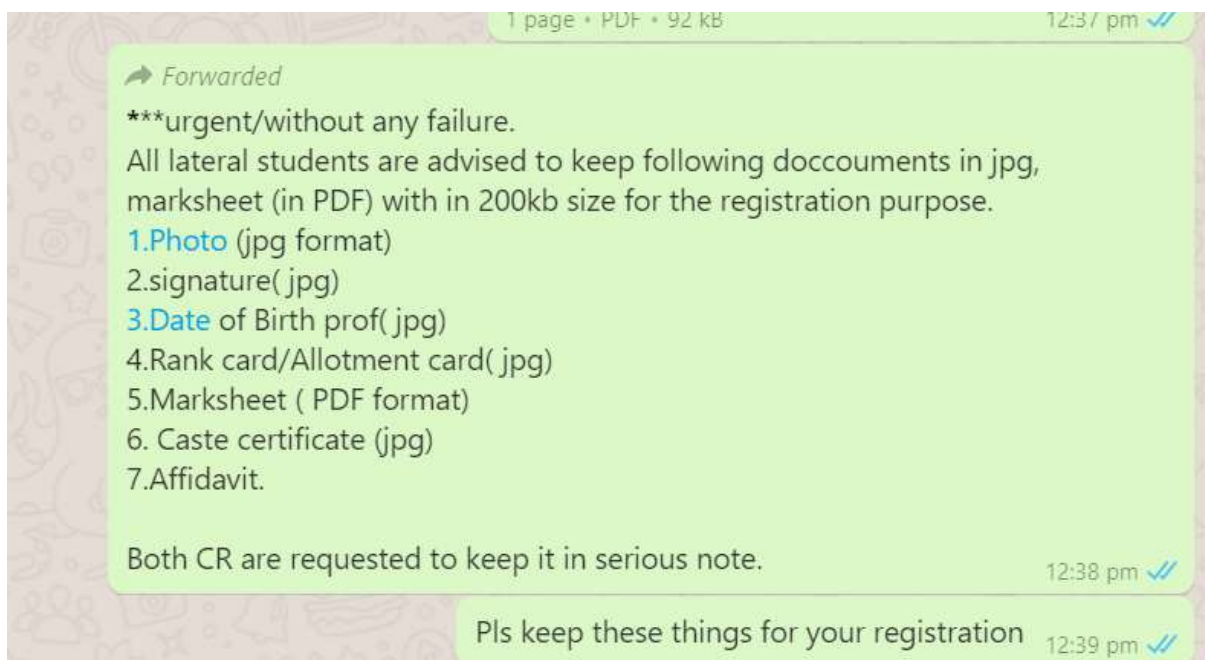 1 page • PDF • 92 kB 12:37 pm
Forwarded
***urgent/without any failure.
All lateral students are advised to keep following doccouments in jpg,
marksheet (in PDF) with in 200kb size for the registration purpose.
1.Photo (jpg format)
2.signature( jpg)
3.Date of Birth prof( jpg)
4.Rank card/Allotment card( jpg)
5.Marksheet ( PDF format)
6. Caste certificate (jpg)
7.Affidavit.
Both CR are requested to keep it in serious note. 12:38 pm
Pls keep these things for your registration 12:39 pm